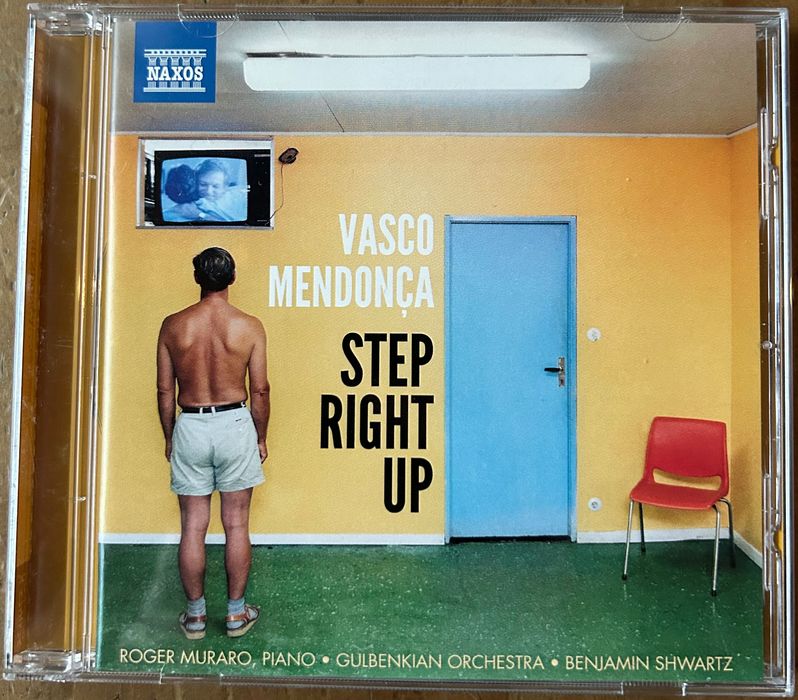 NAXOS
VASCO
MENDONÇA
STEP
RIGHT
UP
ROGER MURARO, PIANO • GULBENKIAN ORCHESTRA • BENJAMIN SHWARTZ